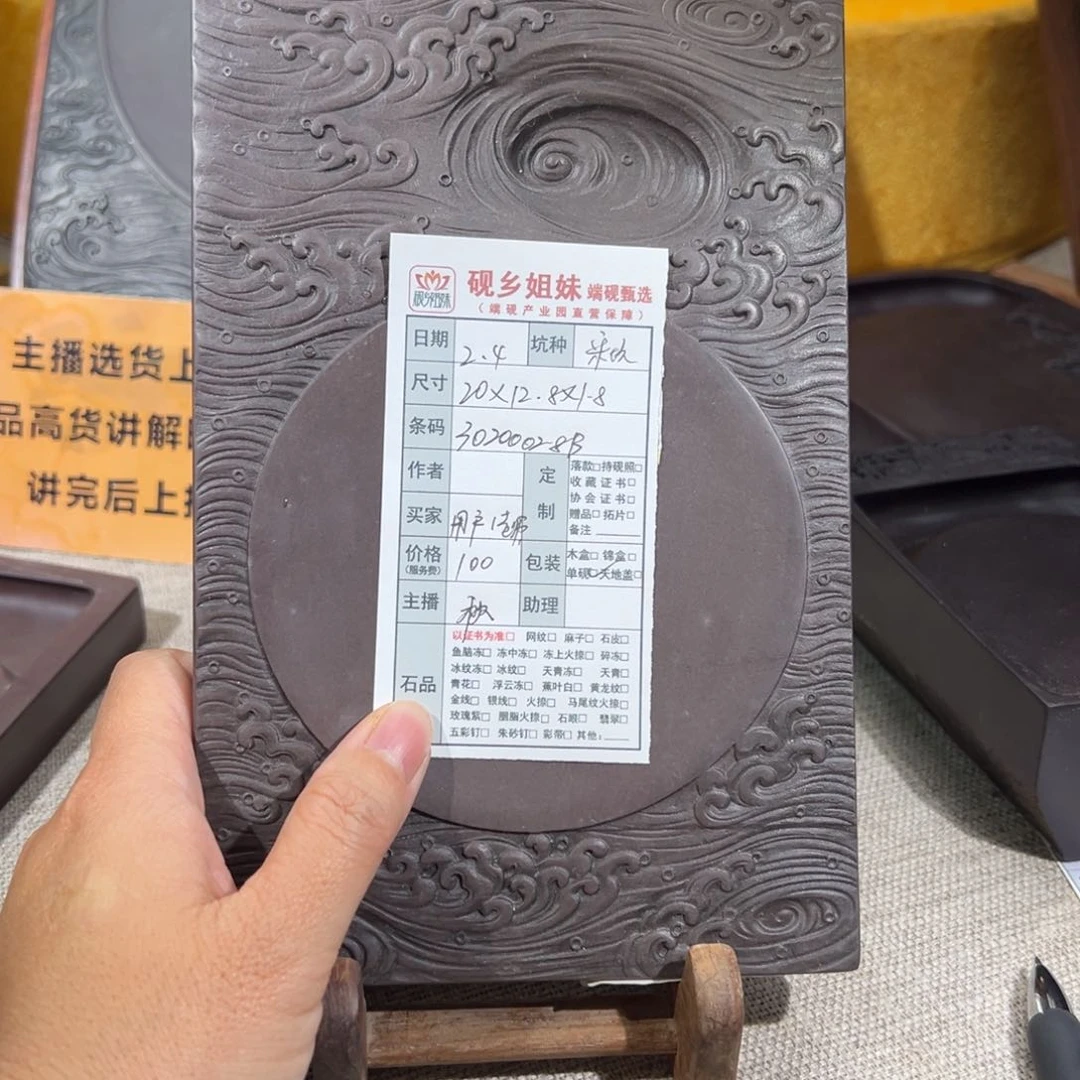 主播选货上
品高货讲解
讲完后上
砚乡姐妹 砚乡姐妹 端砚甄选
（端砚产业园直营保障）
日期 2.4 坑种 宋坑
尺寸 20×12.8×1.8
条码 3020002-8B
作者
定制 落款□ 持砚照□
收藏证书□
协会证书□
赠品□ 拓片□
备注
买家 用户
价格 （服务费） 100
包装 木盒□ 锦盒□
单砚□ 天地盖□
主播 助理
石品 以证书为准□ 网纹□ 麻子□ 石皮□
鱼脑冻□ 冻中冻□ 冻上火捺□ 碎冻□
冰纹冻□ 冰纹□ 天青冻□ 天青□
青花□ 浮云冻□ 蕉叶白□ 黄龙纹□
金线□ 银线□ 火捺□ 马尾纹火捺□
玫瑰紫□ 胭脂火捺□ 石眼□ 翡翠□
五彩钉□ 朱砂钉□ 彩带□ 其他：